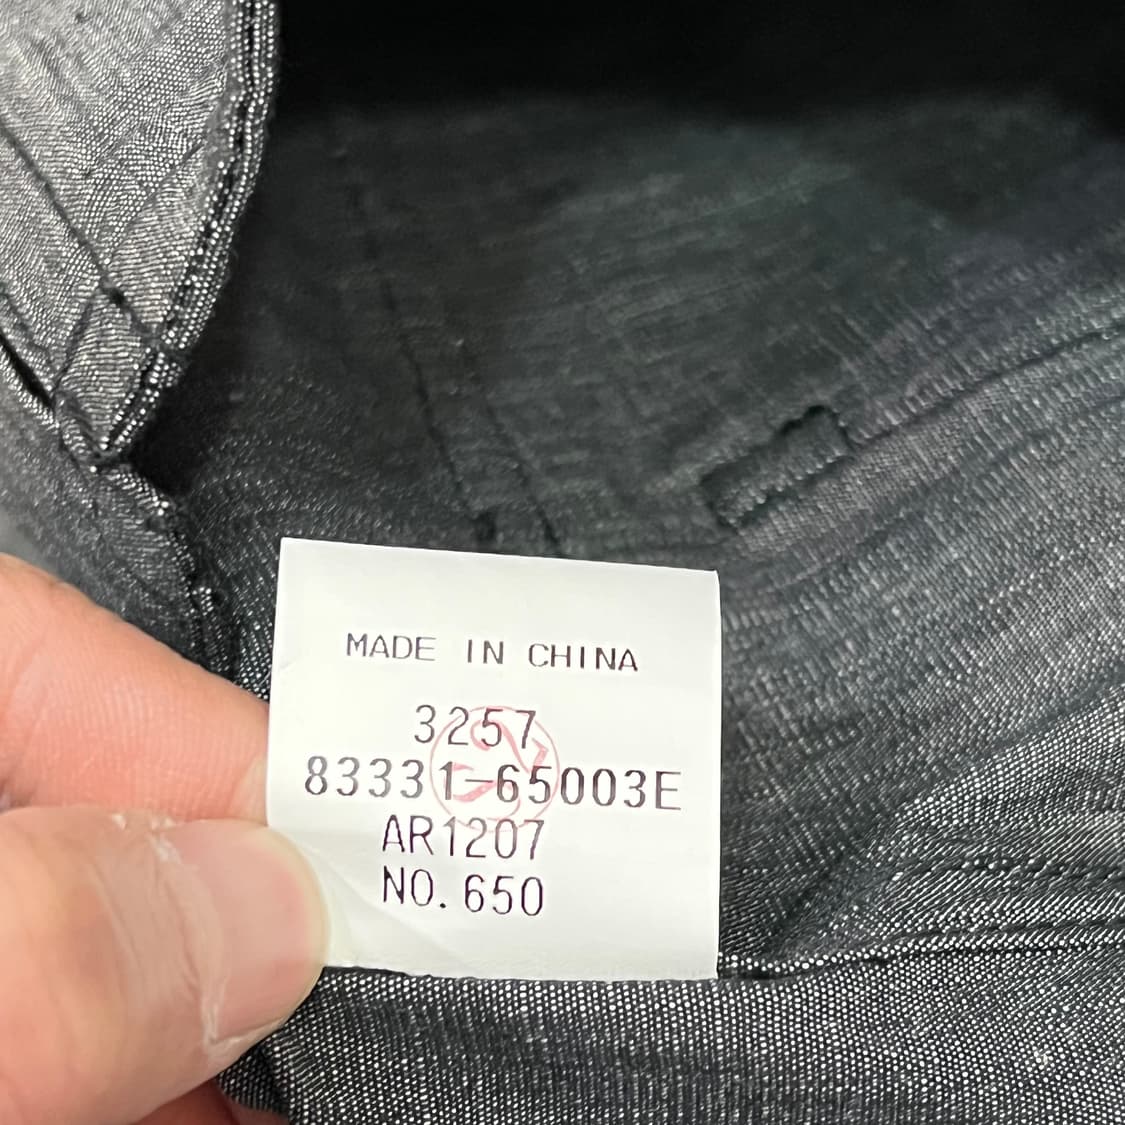 MADE IN CHINA
3257
83331-65003E
AR1207
NO. 650